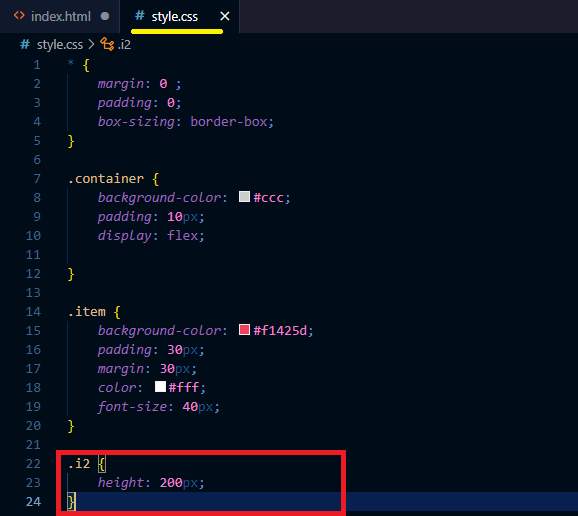 index.html
style.css
style.css > .i2
1 * {
2 margin: 0 ;
3 padding: 0;
4 box-sizing: border-box;
5 }
6
7 .container {
8 background-color: #ccc;
9 padding: 10px;
10 display: flex;
11
12 }
13
14 .item {
15 background-color: #f1425d;
16 padding: 30px;
17 margin: 30px;
18 color: #fff;
19 font-size: 40px;
20 }
21
22 .i2 {
23 height: 200px;
24 }